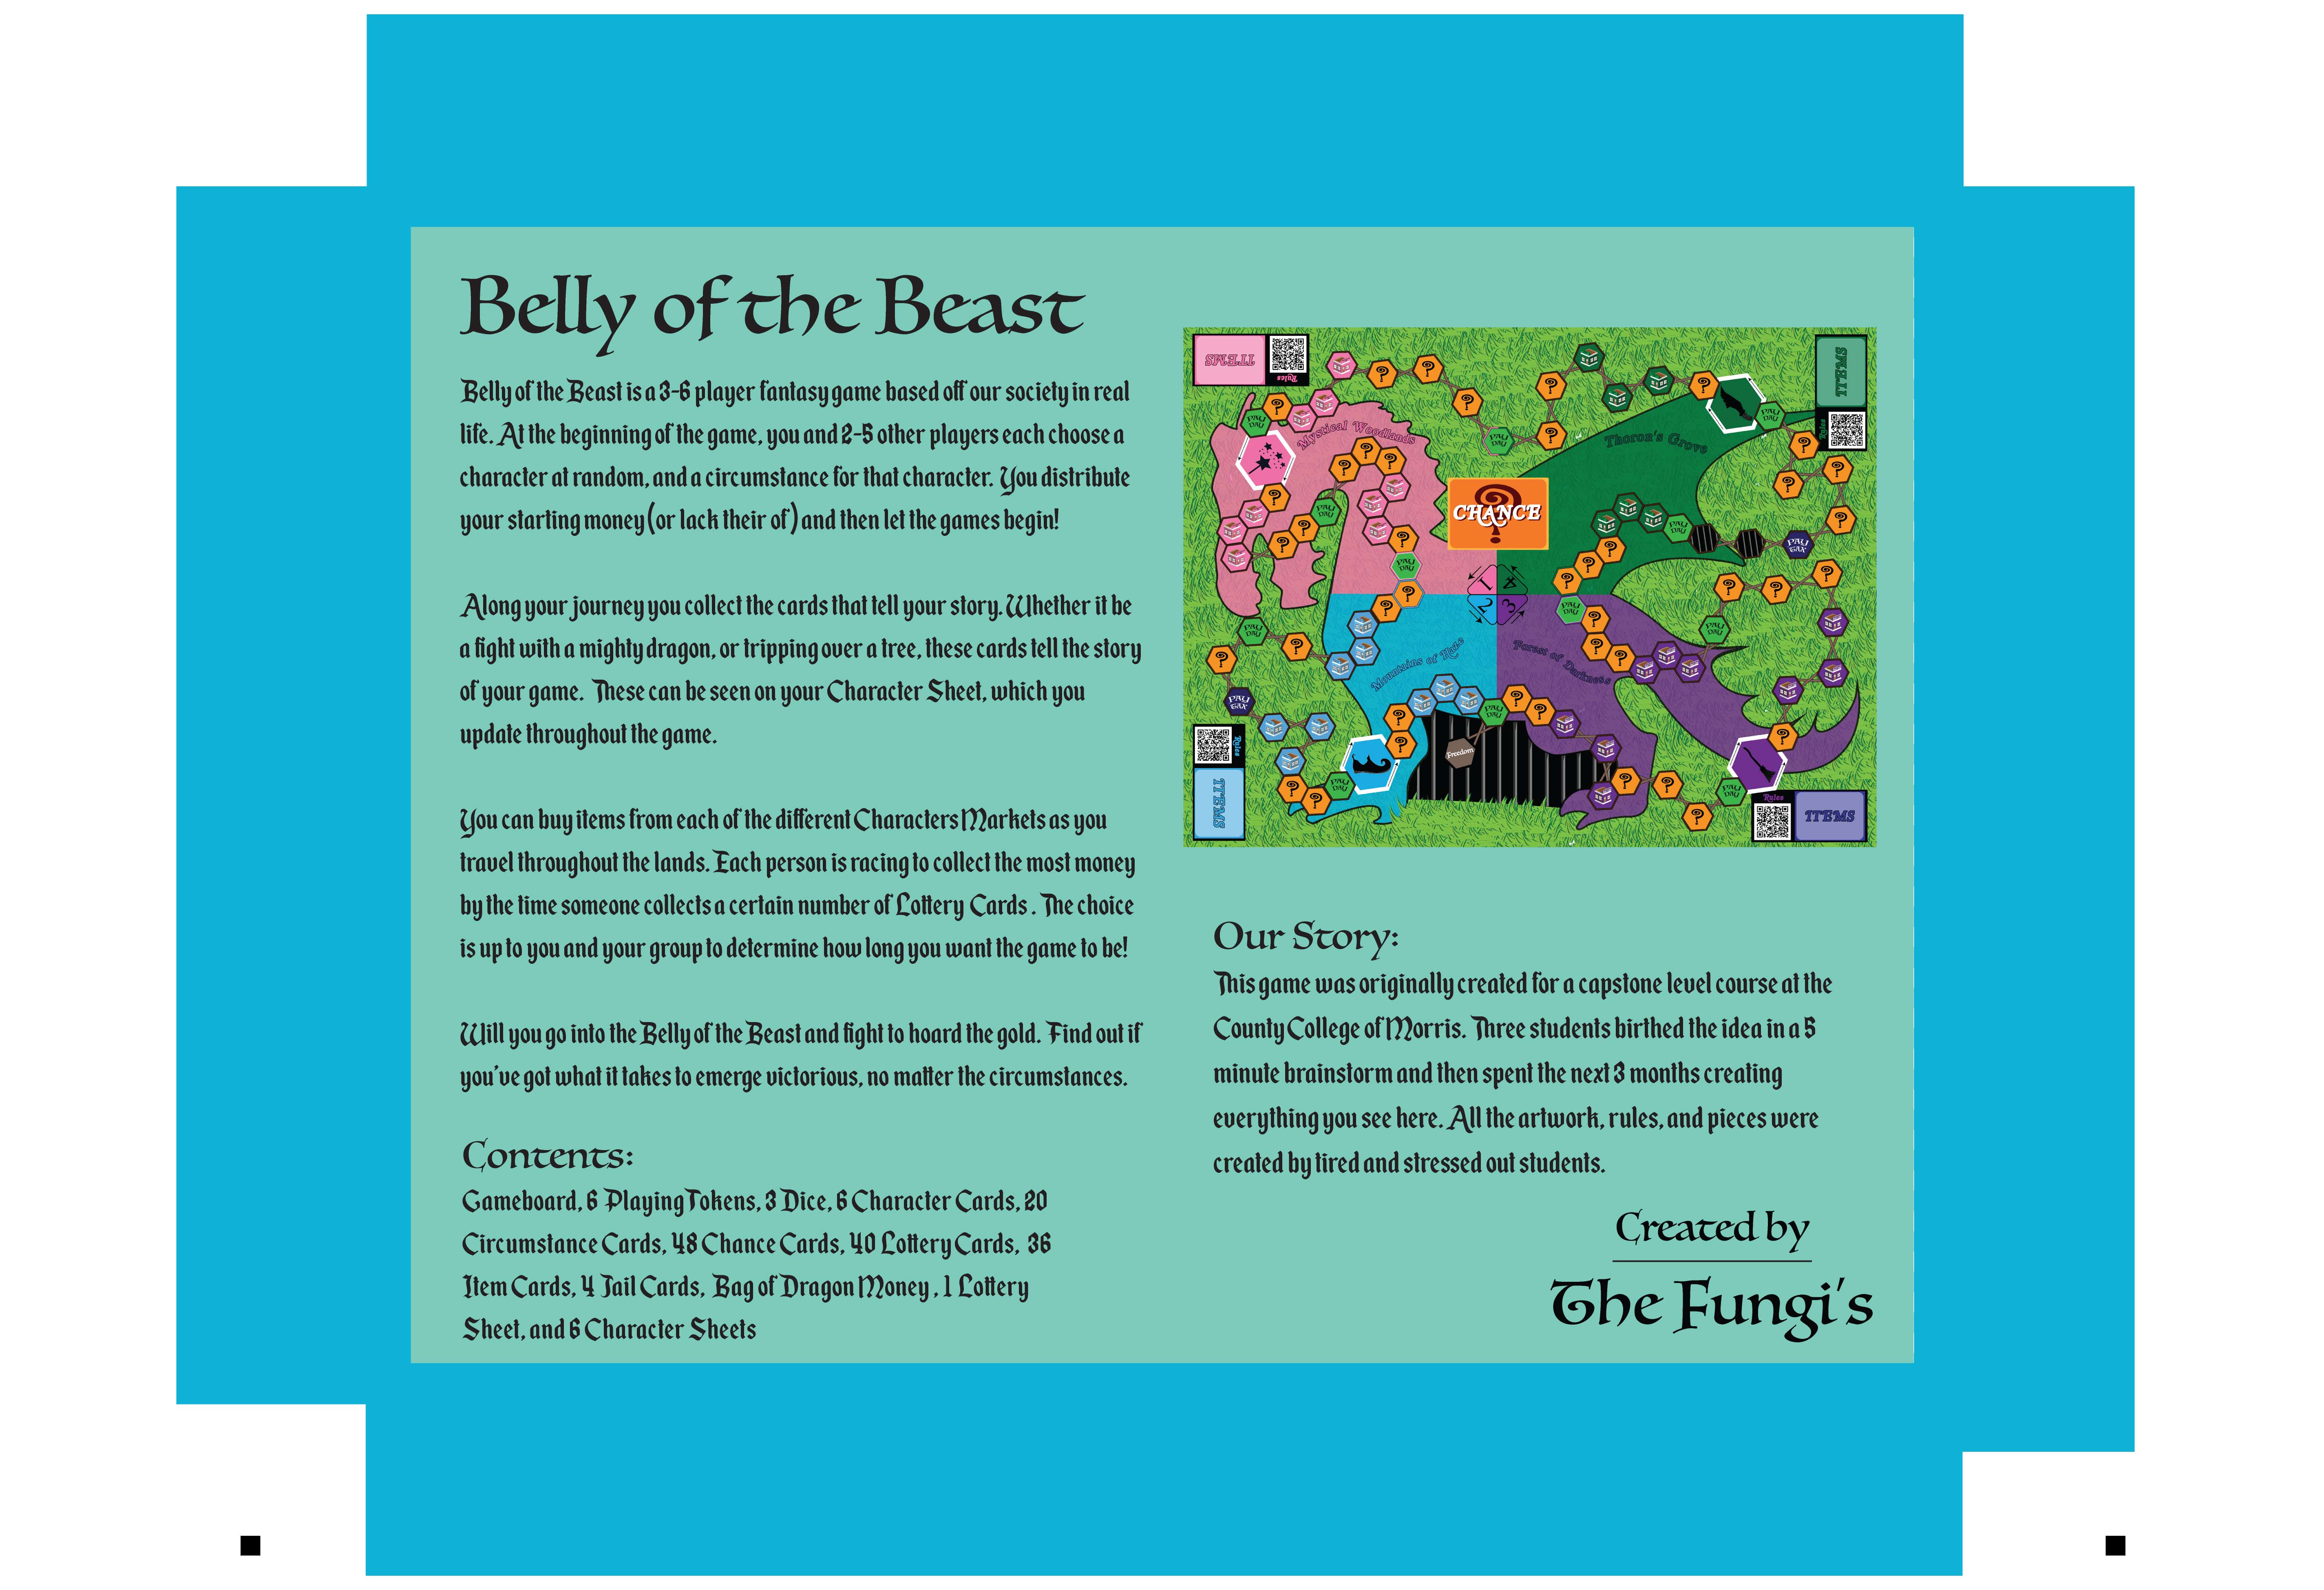 Belly of the Beast
Belly of the Beast is a 3-6 player fantasy game based off our society in real
life. At the beginning of the game, you and 2-5 other players each choose a
character at random, and a circumstance for that character. You distribute
your starting money (or lack their of) and then let the games begin!
Along your journey you collect the cards that tell your story. Whether it be
a fight with a mighty dragon, or tripping over a tree, these cards tell the story
of your game. These can be seen on your Character Sheet, which you
update throughout the game.
You can buy items from each of the different Characters Markets as you
travel throughout the lands. Each person is racing to collect the most money
by the time someone collects a certain number of Lottery Cards. The choice
is up to you and your group to determine how long you want the game to be!
Will you go into the Belly of the Beast and fight to hoard the gold. Find out if
you've got what it takes to emerge victorious, no matter the circumstances.
Contents:
Gameboard, 6 Playing Tokens, 3 Dice, 6 Character Cards, 20
Circumstance Cards, 48 Chance Cards, 40 Lottery Cards, 36
Item Cards, 4 Jail Cards, Bag of Dragon Money, 1 Lottery
Sheet, and 6 Character Sheets
ITEMS
Rules
ITEMS
Rules
Mystical Woodlands
Thoron's Grove
CHANCE
?
PAY DAY
PAY TAX
1
4
2
3
Mountains of
Forest of Darkness
Freedom
Rules
ITEMS
Rules
ITEMS
Our Story:
This game was originally created for a capstone level course at the
County College of Morris. Three students birthed the idea in a 5
minute brainstorm and then spent the next 3 months creating
everything you see here. All the artwork, rules, and pieces were
created by tired and stressed out students.
Created by
The Fungi's